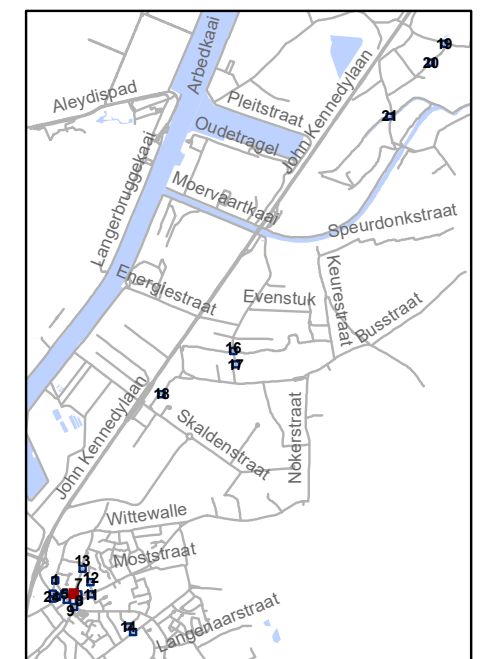 Arbedkaai
19
20
Aleydispad
Pleitstraat
John Kennedylaan
21
Oudetragel
Langerbruggekaai
Moervaartkaai
Speurdonkstraat
Energiestraat
Evenstuk
Keurestraat
Busstraat
16
17
John Kennedylaan
18
Skaldenstraat
Nokerstraat
Wittewalle
Moststraat
13
7
12
11
9
14
Langenaarstraat